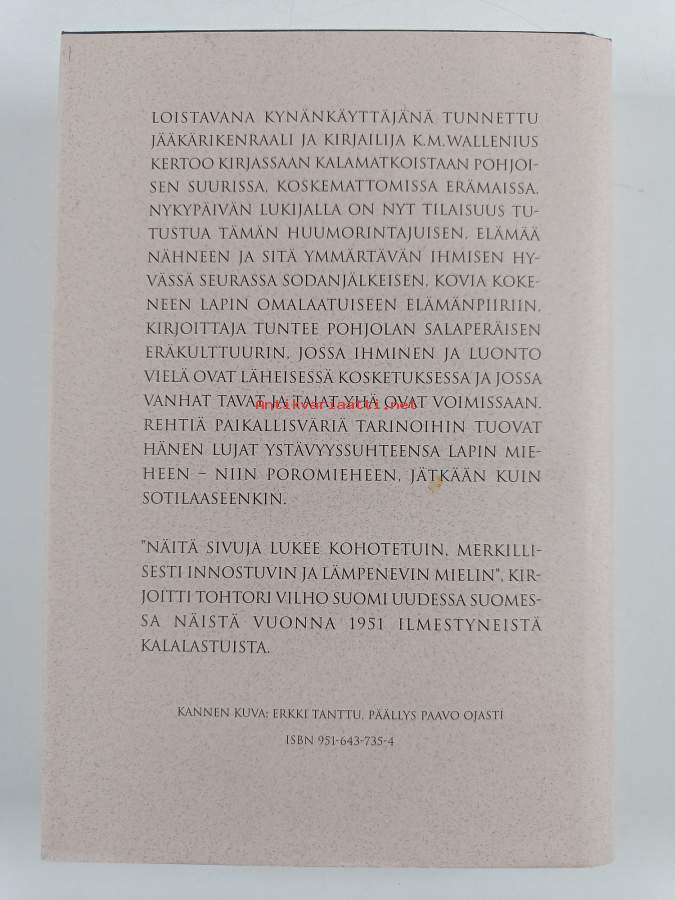 LOISTAVANA KYNÄNKÄYTTÄJÄNÄ TUNNETTU
JÄÄKÄRIKENRAALI JA KIRJAILIJA K.M.WALLENIUS
KERTOO KIRJASSAAN KALAMATKOISTAAN POHJOI-
SEN SUURISSA, KOSKEMATTOMISSA ERÄMAISSA.
NYKYPÄIVÄN LUKIJALLA ON NYT TILAISUUS TU-
TUSTUA TÄMÄN HUUMORINTAJUISEN, ELÄMÄÄ
NÄHNEEN JA SITÄ YMMÄRTÄVÄN IHMISEN HY-
VÄSSÄ SEURASSA SODANJÄLKEISEN, KOVIA KOKE-
NEEN LAPIN OMALAATUISEEN ELÄMÄNPIIRIIN.
KIRJOITTAJA TUNTEE POHJOLAN SALAPERÄISEN
ERÄKULTTUURIN, JOSSA IHMINEN JA LUONTO
VIELÄ OVAT LÄHEISESSÄ KOSKETUKSESSA JA JOSSA
VANHAT TAVAT JA TAIAT YHÄ OVAT VOIMISSAAN.
Antikvariaatti.net
REHTIÄ PAIKALLISVÄRIÄ TARINOIHIN TUOVAT
HÄNEN LUJAT YSTÄVYYSSUHTEENSA LAPIN MIE-
HEEN – NIIN POROMIEHEEN, JÄTKÄÄN KUIN
SOTILAASEENKIN.
"NÄITÄ SIVUJA LUKEE KOHOTETUIN, MERKILLI-
SESTI INNOSTUVIN JA LÄMPENEVIN MIELIN", KIR-
JOITTI TOHTORI VILHO SUOMI UUDESSA SUOMES-
SA NÄISTÄ VUONNA 1951 ILMESTYNEISTÄ
KALALASTUISTA.
KANNEN KUVA: ERKKI TANTTU, PÄÄLLYS PAAVO OJASTI
ISBN 951-643-735-4